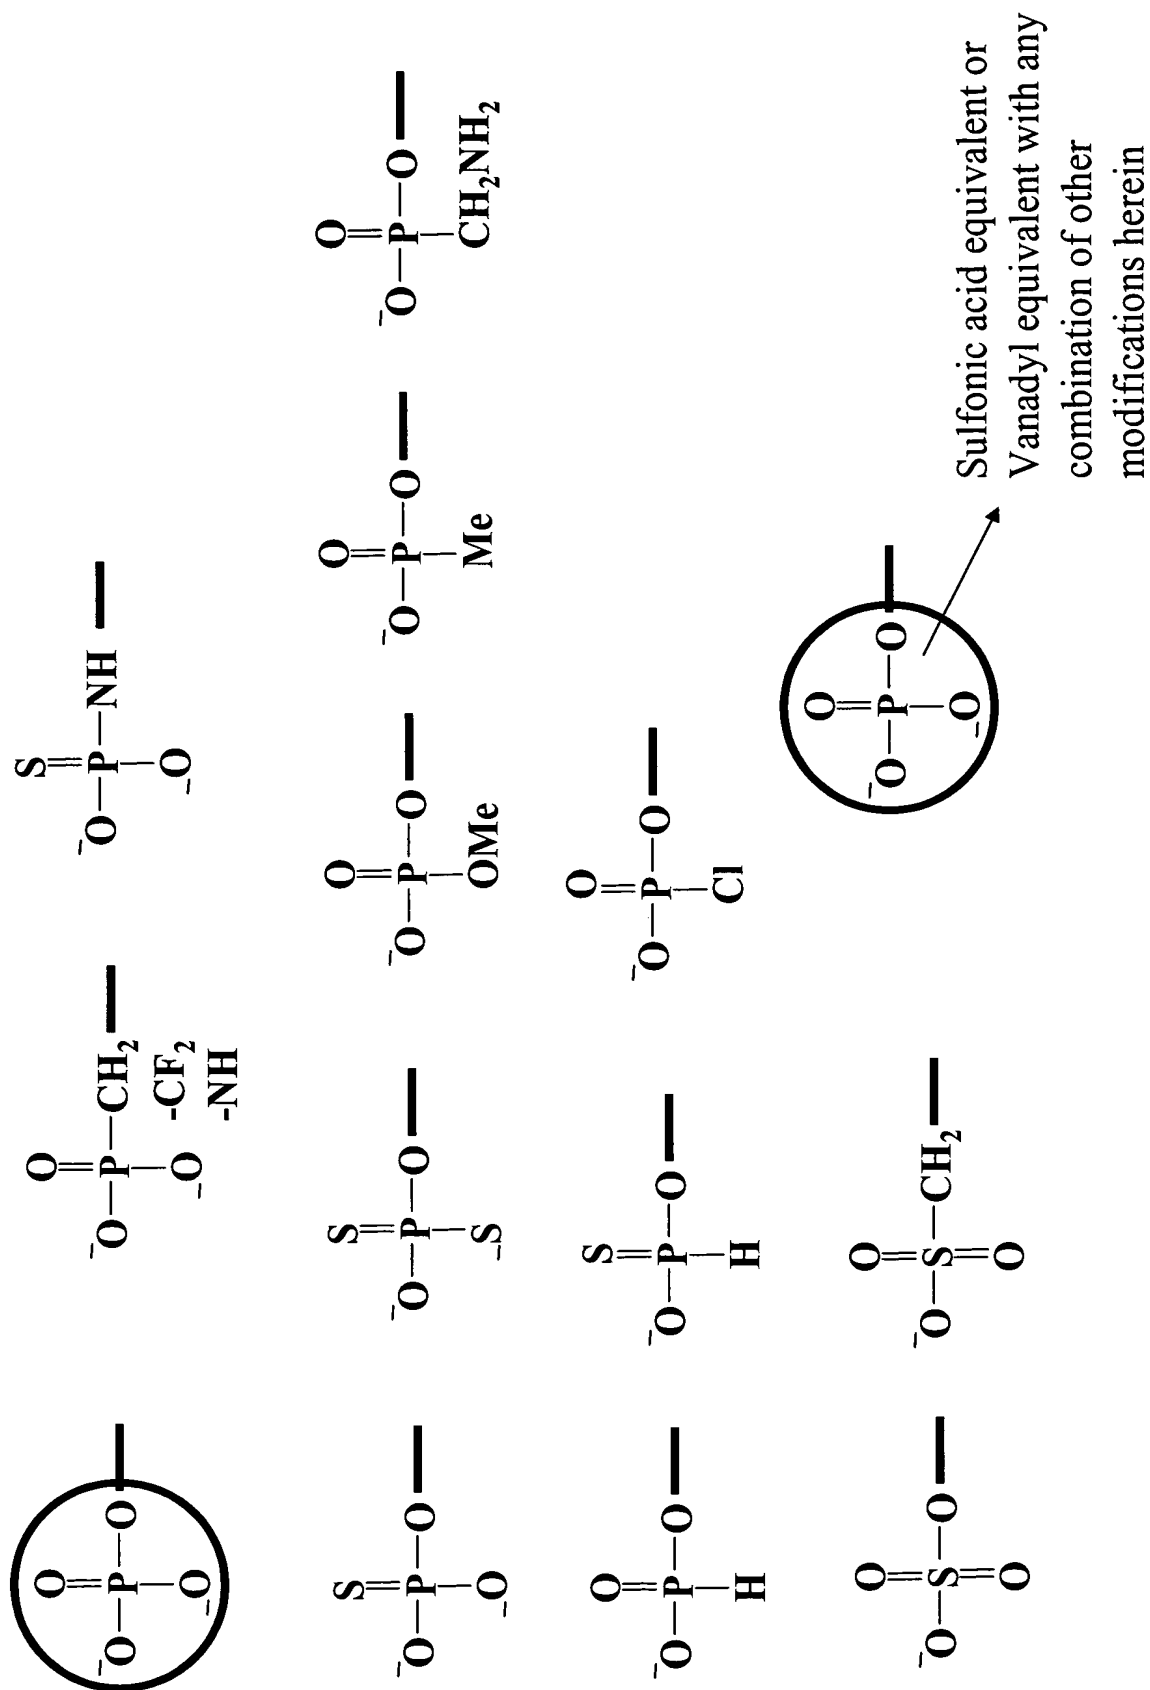 O O S
⁻O–P–O ⁻O–P–CH₂ ⁻O–P–NH
-CF₂
O⁻ O⁻ O⁻
-NH
S S O O O
⁻O–P–O ⁻O–P–O ⁻O–P–O ⁻O–P–O ⁻O–P–O
O⁻ S⁻ OMe Me CH₂NH₂
O S O
⁻O–P–O ⁻O–P–O ⁻O–P–O
H H Cl
O O O
⁻O–S–O ⁻O–S–CH₂ ⁻O–P–O
O O O⁻
Sulfonic acid equivalent or
Vanadyl equivalent with any
combination of other
modifications herein